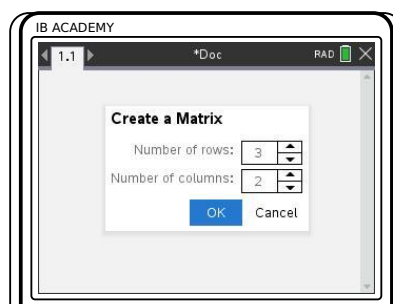 IB ACADEMY
1.1 *Doc RAD
Create a Matrix
Number of rows: 3
Number of columns: 2
OK Cancel